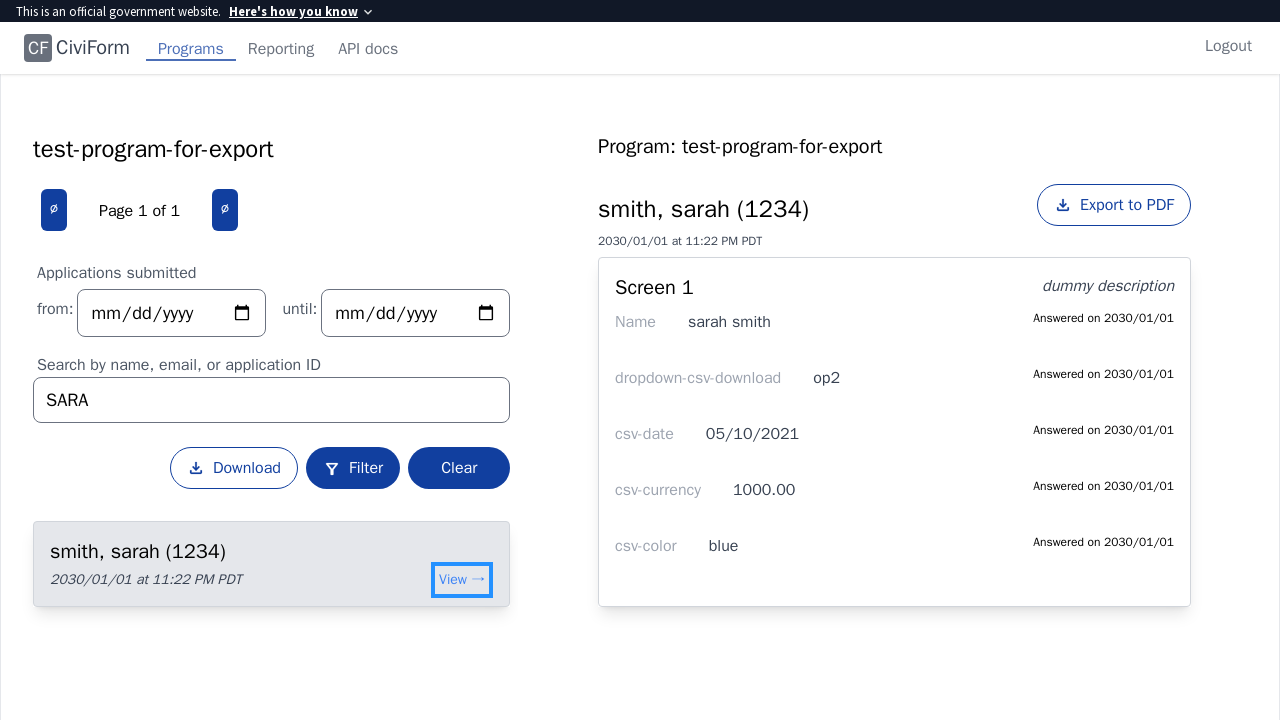 This is an official government website. Here's how you know
CF CiviForm Programs Reporting API docs Logout
test-program-for-export
Ø Page 1 of 1 Ø
Applications submitted
from: mm/dd/yyyy until: mm/dd/yyyy
Search by name, email, or application ID
SARA
Download Filter Clear
smith, sarah (1234)
2030/01/01 at 11:22 PM PDT View →
Program: test-program-for-export
smith, sarah (1234) Export to PDF
2030/01/01 at 11:22 PM PDT
Screen 1 dummy description
Name sarah smith Answered on 2030/01/01
dropdown-csv-download op2 Answered on 2030/01/01
csv-date 05/10/2021 Answered on 2030/01/01
csv-currency 1000.00 Answered on 2030/01/01
csv-color blue Answered on 2030/01/01